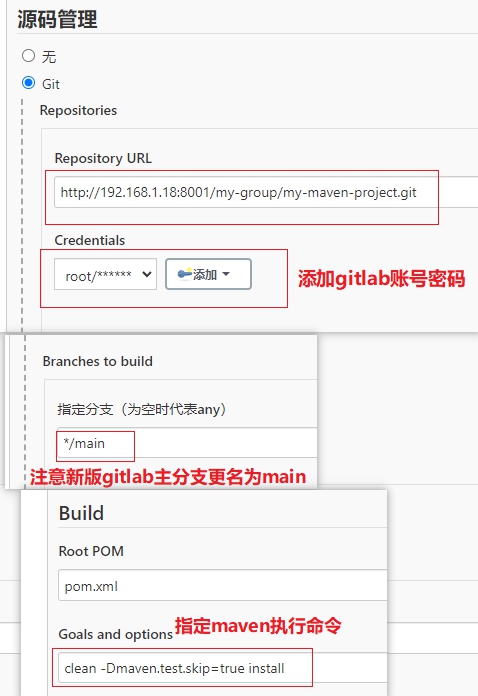 源码管理
无
Git
Repositories
Repository URL
http://192.168.1.18:8001/my-group/my-maven-project.git
Credentials
root/******
添加
添加gitlab账号密码
Branches to build
指定分支（为空时代表any）
*/main
注意新版gitlab主分支更名为main
Build
Root POM
pom.xml
指定maven执行命令
Goals and options
clean -Dmaven.test.skip=true install